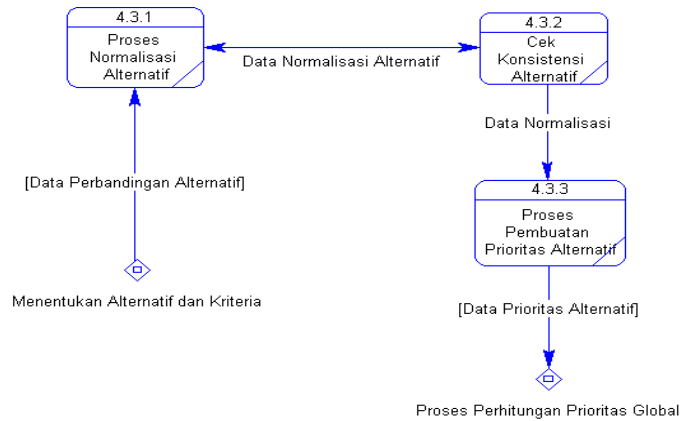 4.3.1
Proses
Normalisasi
Alternatif
Data Normalisasi Alternatif
4.3.2
Cek
Konsistensi
Alternatif
Data Normalisasi
[Data Perbandingan Alternatif]
4.3.3
Proses
Pembuatan
Prioritas Alternatif
Menentukan Alternatif dan Kriteria
[Data Prioritas Alternatif]
Proses Perhitungan Prioritas Global